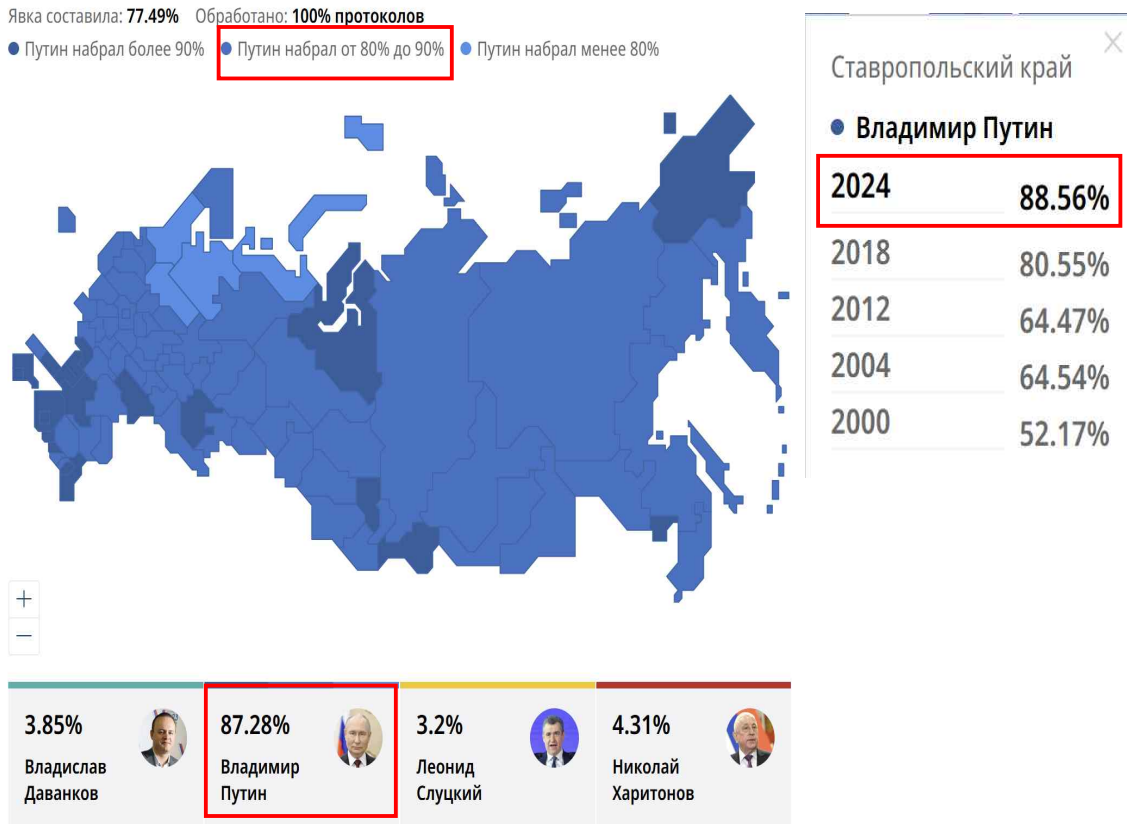 Явка составила: 77.49% Обработано: 100% протоколов
Путин набрал более 90% Путин набрал от 80% до 90% Путин набрал менее 80%
Ставропольский край
Владимир Путин
2024 88.56%
2018 80.55%
2012 64.47%
2004 64.54%
2000 52.17%
+
−
3.85%
Владислав
Даванков
87.28%
Владимир
Путин
3.2%
Леонид
Слуцкий
4.31%
Николай
Харитонов